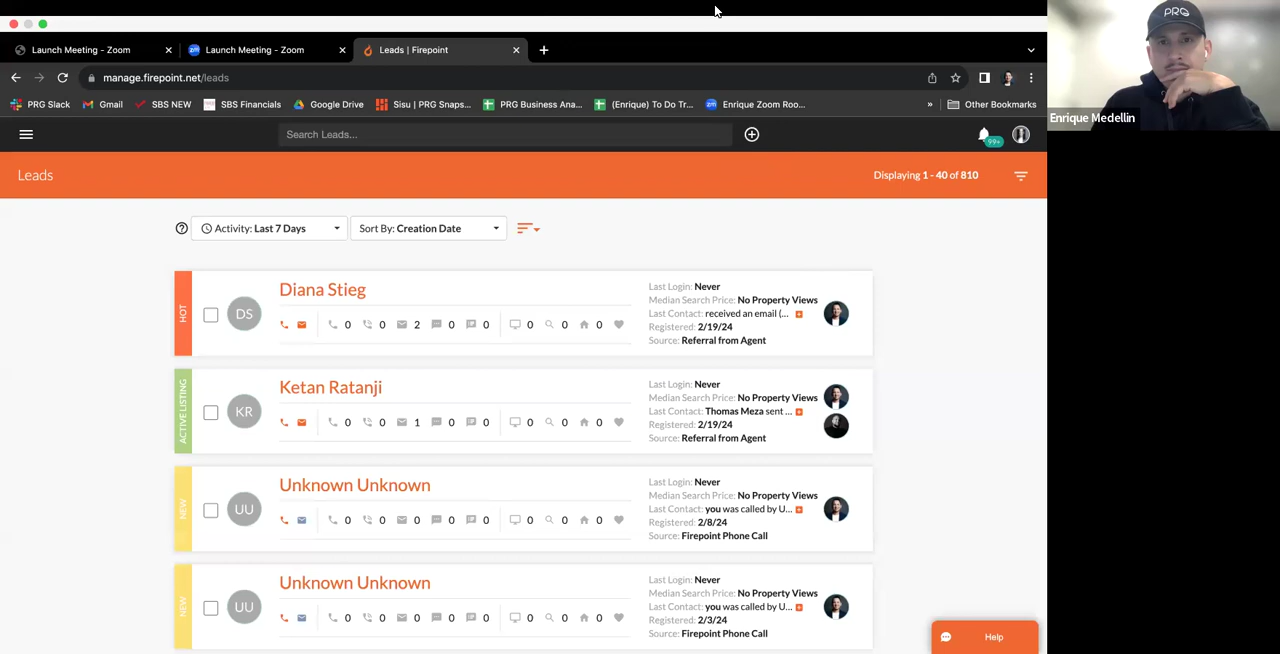 Launch Meeting - Zoom
Launch Meeting - Zoom
Leads | Firepoint
manage.firepoint.net/leads
PRG Slack
Gmail
SBS NEW
SBS Financials
Google Drive
Sisu | PRG Snaps...
PRG Business Ana...
(Enrique) To Do Tr...
Enrique Zoom Roo...
»
Other Bookmarks
PRG
Enrique Medellin
Search Leads...
99+
Leads
Displaying 1 - 40 of 810
Activity: Last 7 Days
Sort By: Creation Date
HOT
DS
Diana Stieg
0 0 2 0 0 0 0 0
Last Login: Never
Median Search Price: No Property Views
Last Contact: received an email (...
Registered: 2/19/24
Source: Referral from Agent
ACTIVE LISTING
KR
Ketan Ratanji
0 0 1 0 0 0 0 0
Last Login: Never
Median Search Price: No Property Views
Last Contact: Thomas Meza sent ...
Registered: 2/19/24
Source: Referral from Agent
NEW
UU
Unknown Unknown
0 0 0 0 0 0 0 0
Last Login: Never
Median Search Price: No Property Views
Last Contact: you was called by U...
Registered: 2/8/24
Source: Firepoint Phone Call
NEW
UU
Unknown Unknown
0 0 0 0 0 0 0 0
Last Login: Never
Median Search Price: No Property Views
Last Contact: you was called by U...
Registered: 2/3/24
Source: Firepoint Phone Call
Help